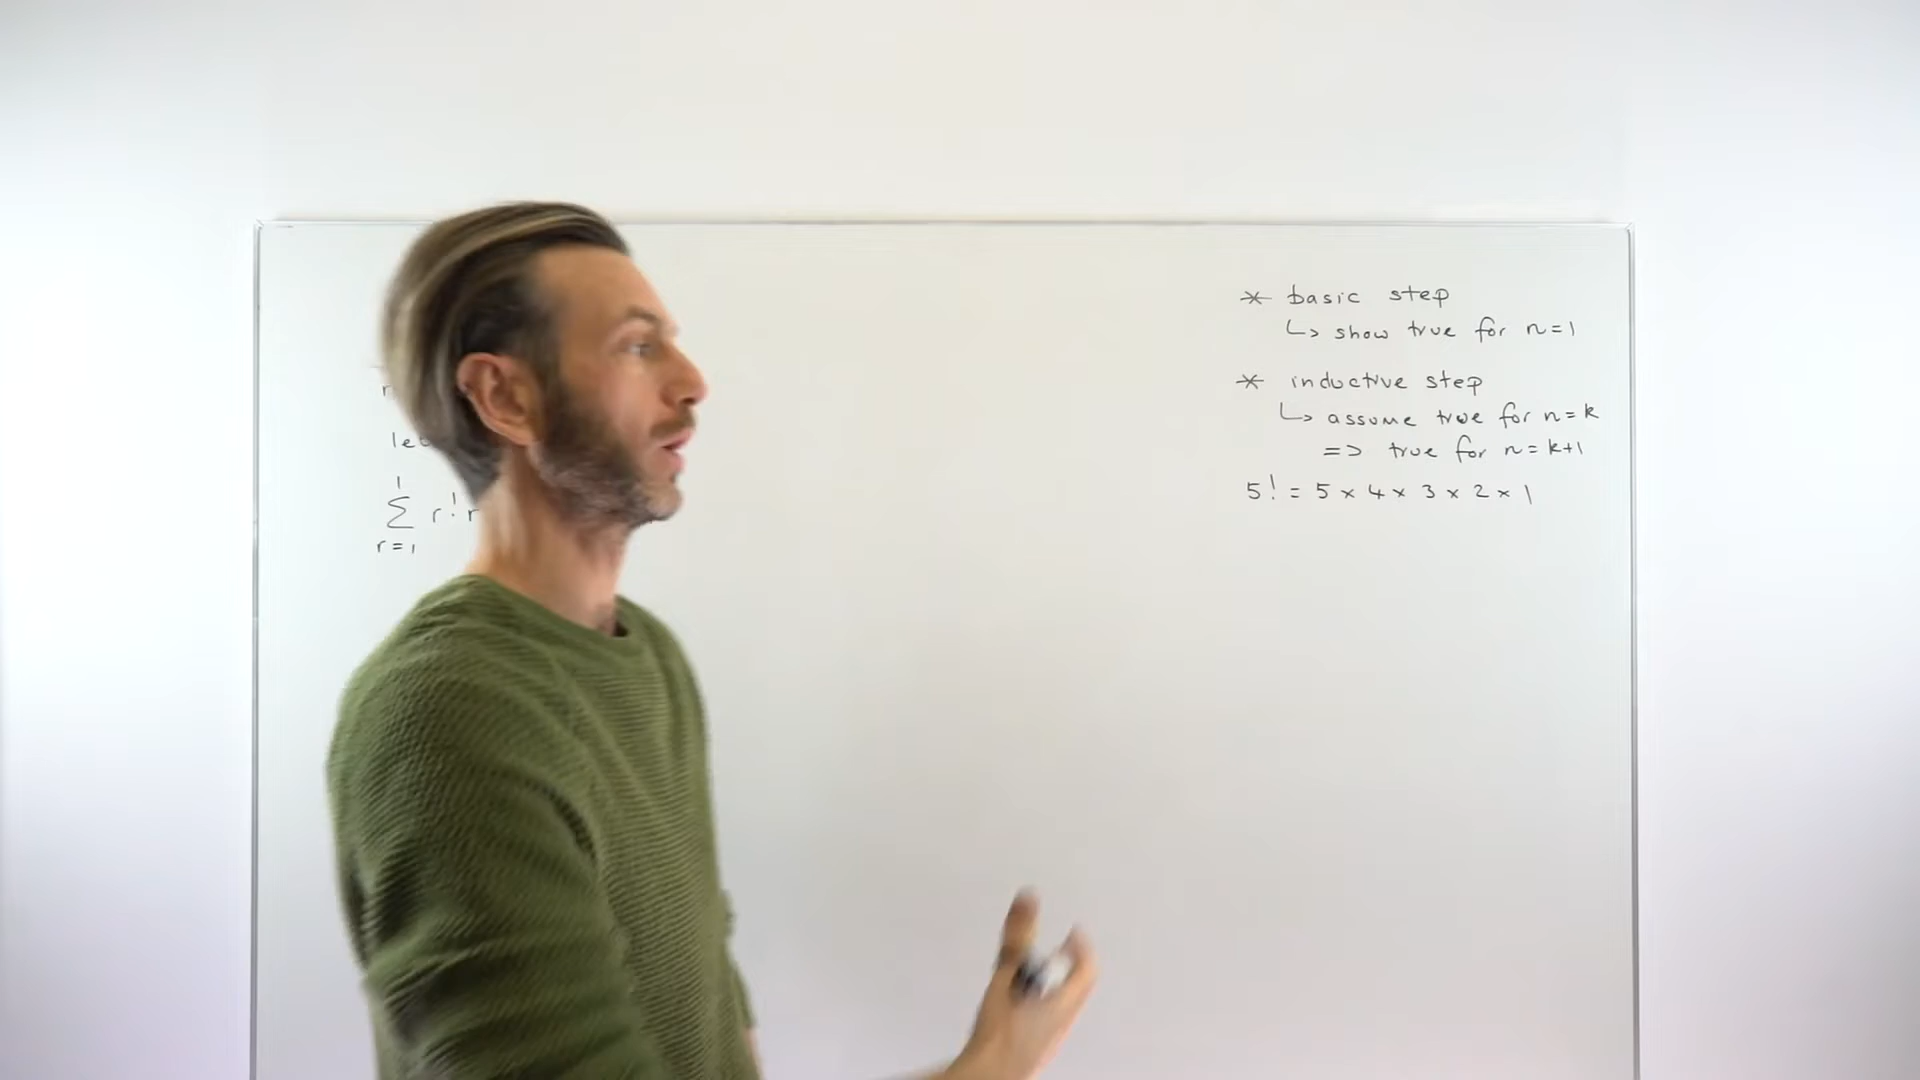 1
Σ r!r
r=1
* basic step
↳ show true for n=1
* inductive step
↳ assume true for n=k
=> true for n=k+1
5! = 5 x 4 x 3 x 2 x 1